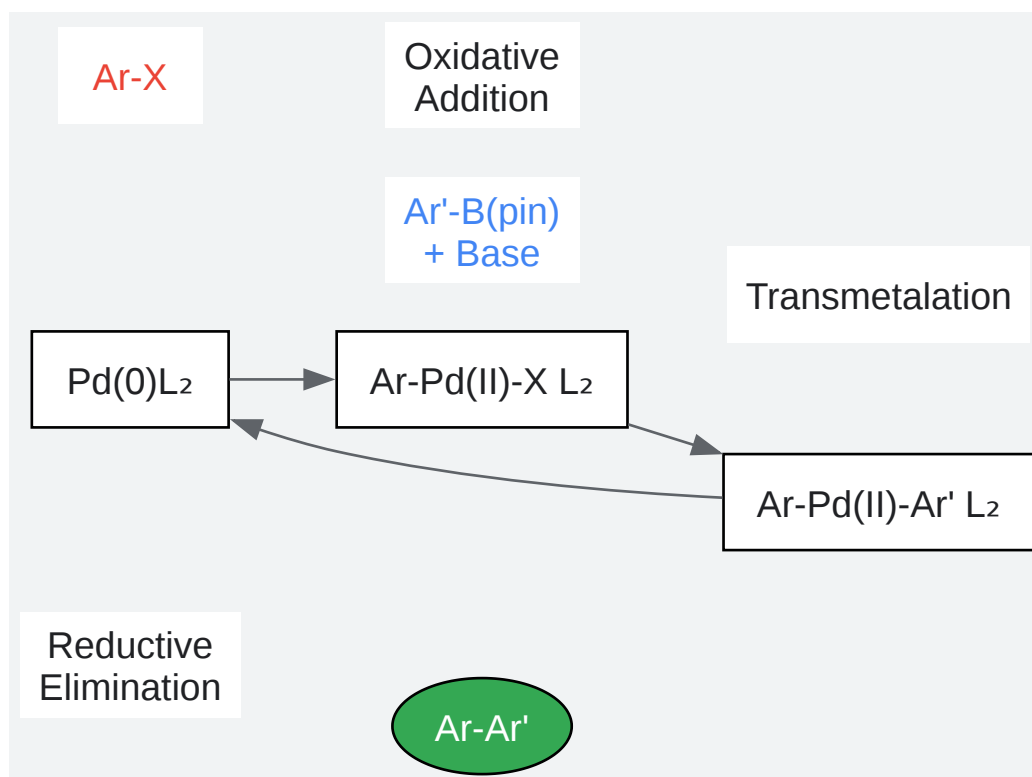 Ar-X
Oxidative
Addition
Ar'-B(pin)
+ Base
Transmetalation
Pd(0)L₂
Ar-Pd(II)-X L₂
Ar-Pd(II)-Ar' L₂
Reductive
Elimination
Ar-Ar'